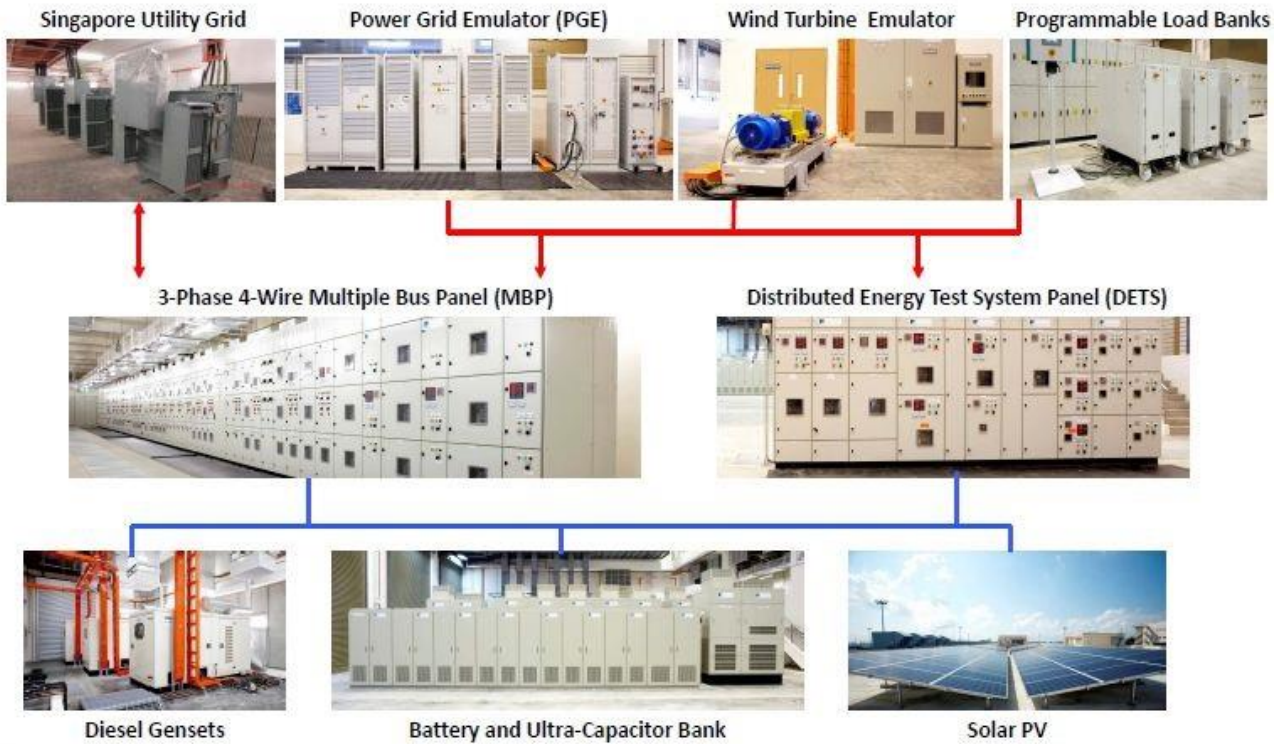 Singapore Utility Grid
Power Grid Emulator (PGE)
Wind Turbine Emulator
Programmable Load Banks
3-Phase 4-Wire Multiple Bus Panel (MBP)
Distributed Energy Test System Panel (DETS)
Diesel Gensets
Battery and Ultra-Capacitor Bank
Solar PV